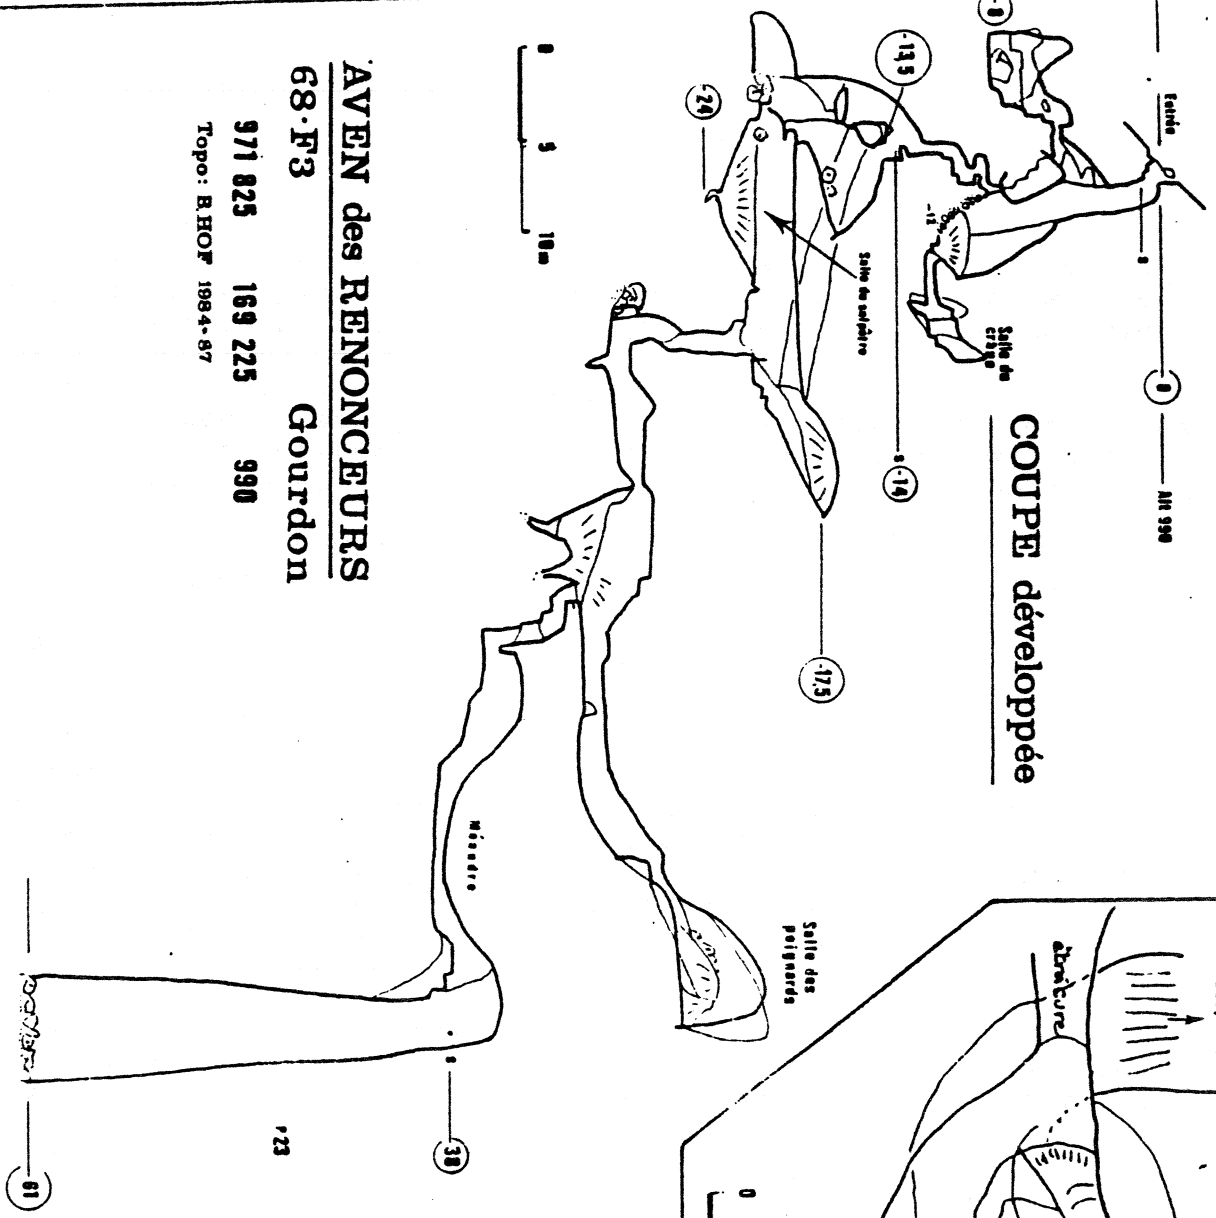 Entrée
0
Alt 990
-8
-12
S
Salle du crâne
COUPE développée
-13,5
S
-14
Salle du salpêtre
-17,5
-24
Salle des poignards
0 5 10m
Méandre
S
-38
P23
-61
AVEN des RENONCEURS
68·F3 Gourdon
971 825 169 225 990
Topo: B.HOF 1984-87
étroiture
0